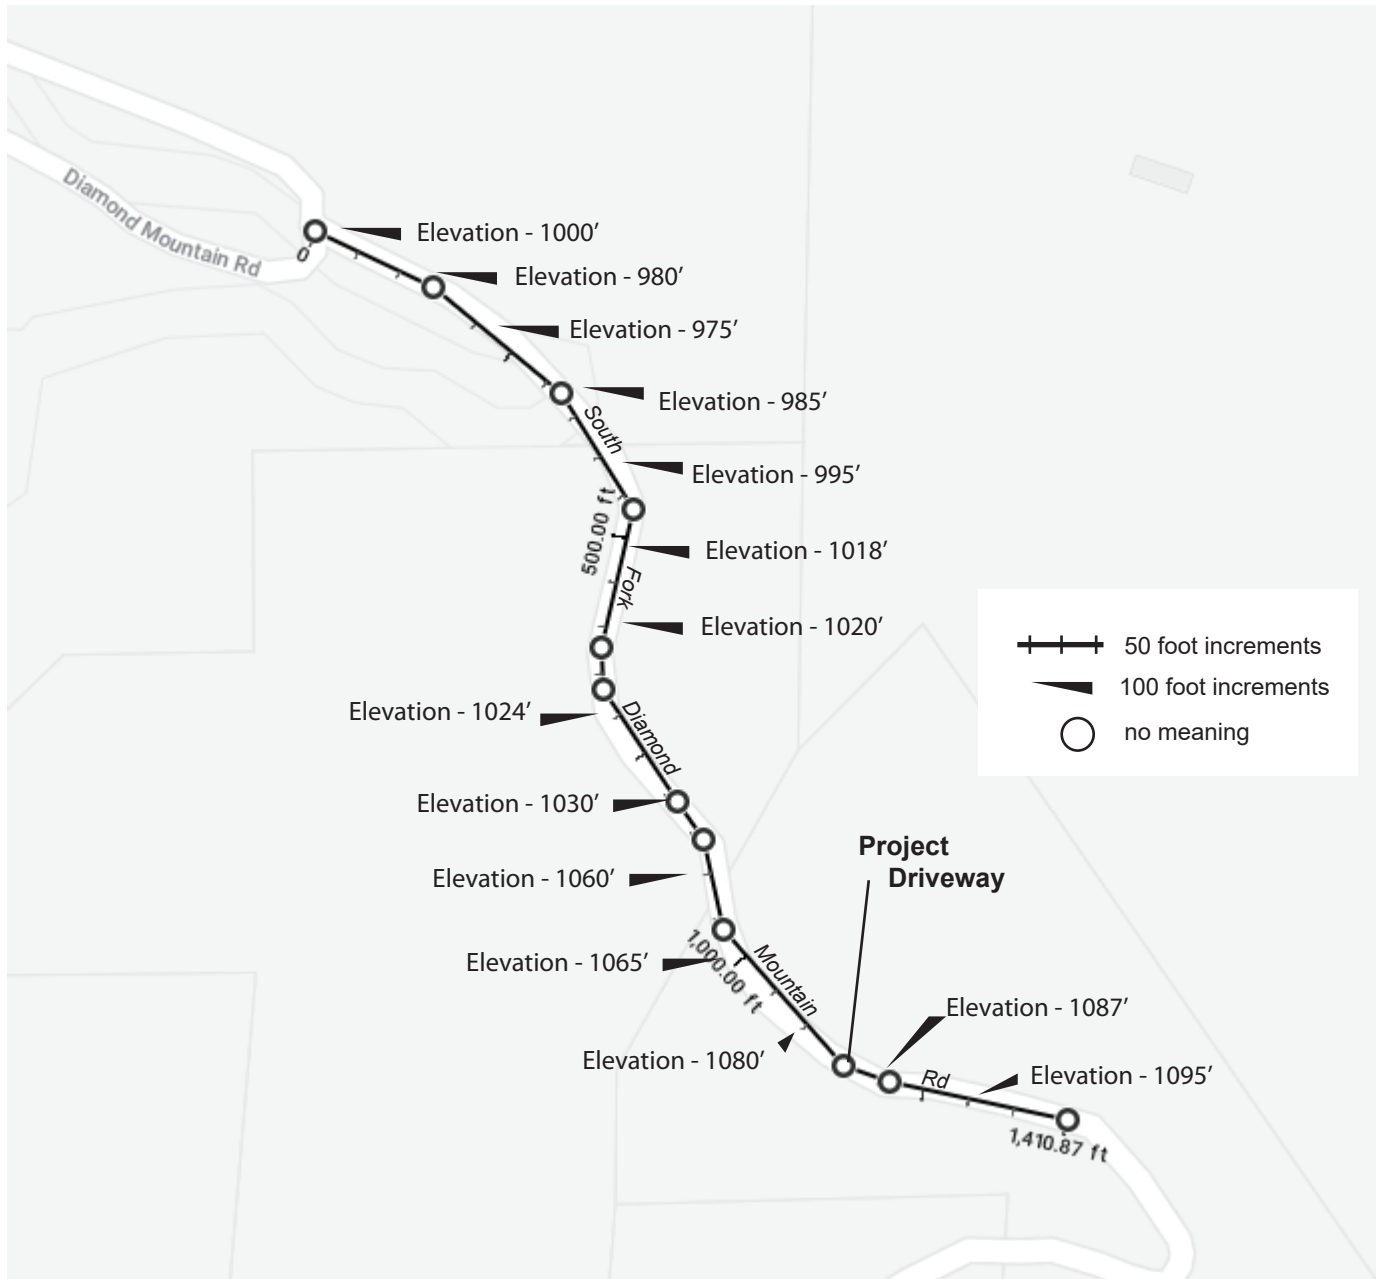 Diamond Mountain Rd
0
Elevation - 1000’
Elevation - 980’
Elevation - 975’
Elevation - 985’
South
Elevation - 995’
500.00 ft
Elevation - 1018’
Fork
Elevation - 1020’
50 foot increments
100 foot increments
no meaning
Elevation - 1024’
Diamond
Elevation - 1030’
Project
Driveway
Elevation - 1060’
Elevation - 1065’
1,000.00 ft
Mountain
Elevation - 1087’
Elevation - 1080’
Rd
Elevation - 1095’
1,410.87 ft